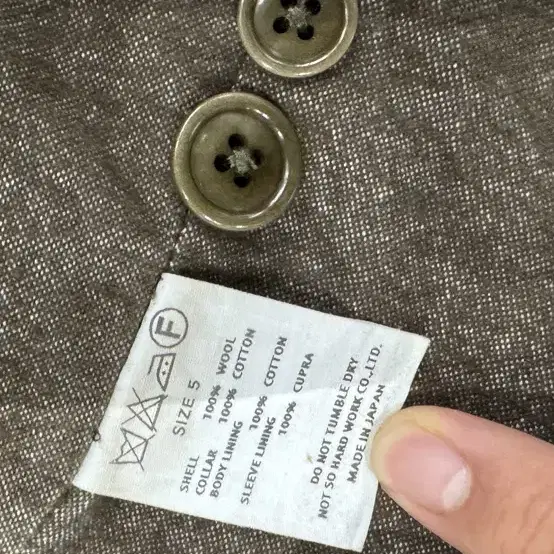 F
SIZE 5
SHELL 100% WOOL
COLLAR 100% COTTON
BODY LINING
100% COTTON
SLEEVE LINING
100% CUPRA
DO NOT TUMBLE DRY
NOT SO HARD WORK CO.,LTD.
MADE IN JAPAN